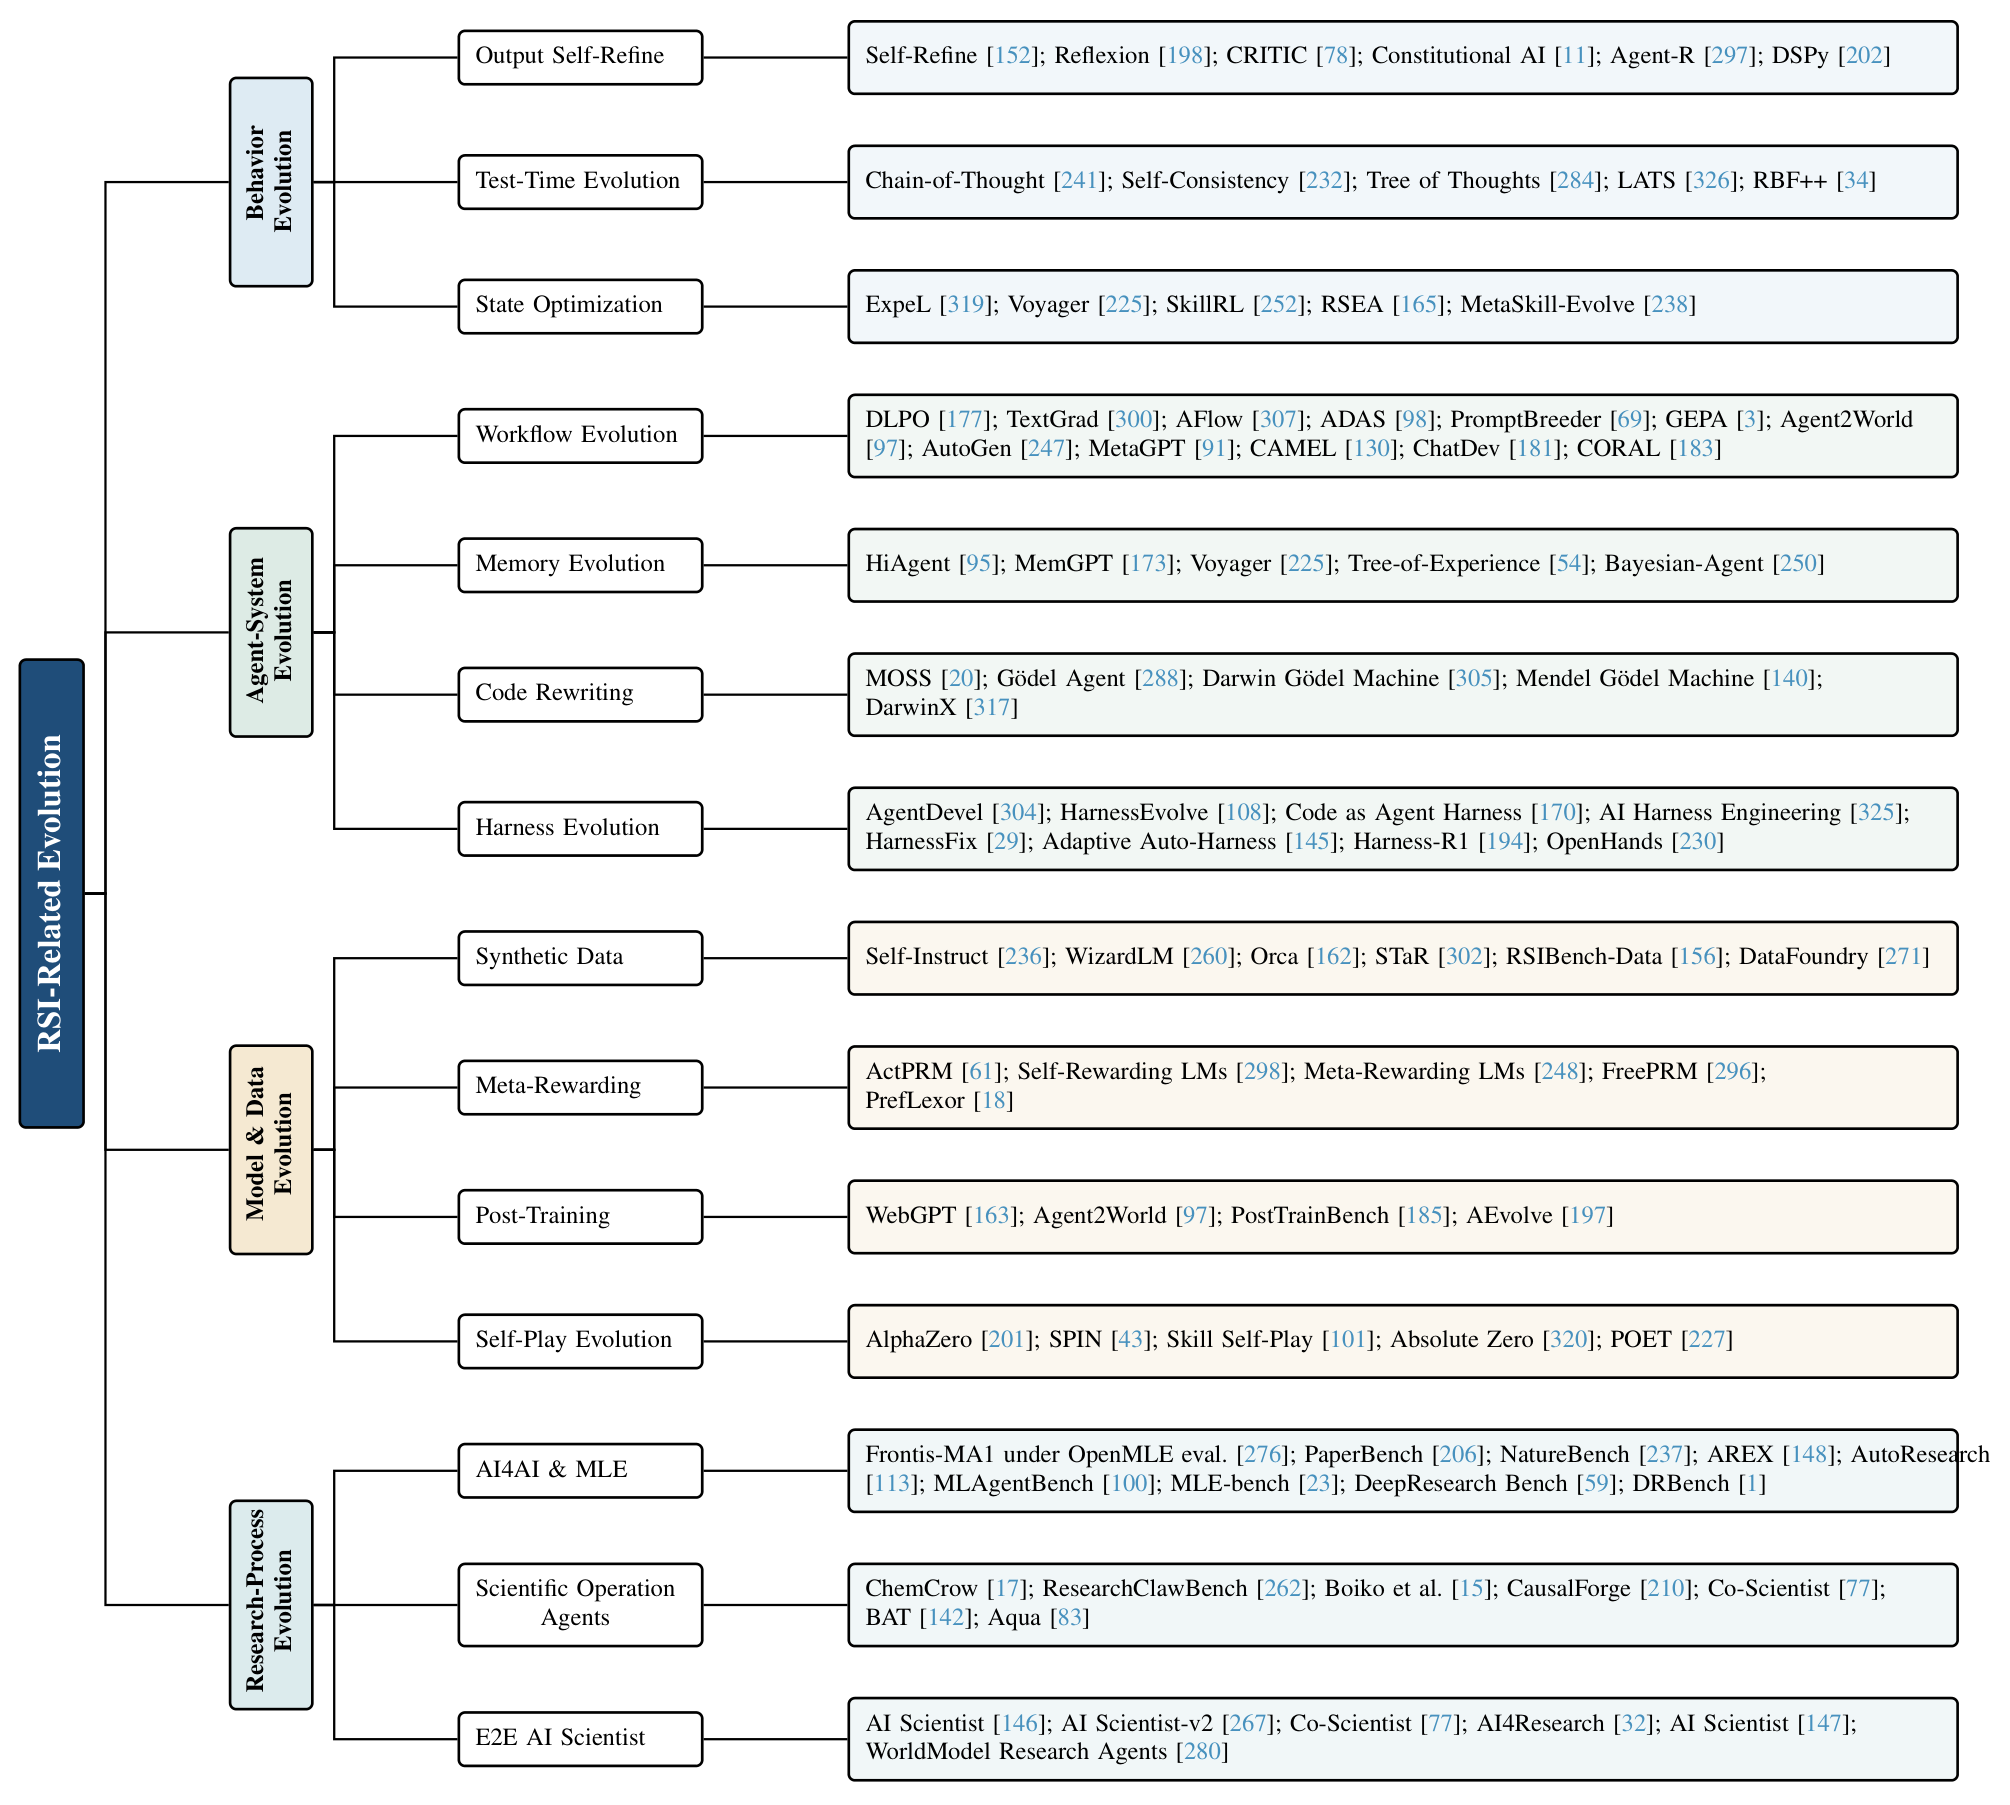 RSI-Related Evolution
Behavior
Evolution
Output Self-Refine
Self-Refine [152]; Reflexion [198]; CRITIC [78]; Constitutional AI [11]; Agent-R [297]; DSPy [202]
Test-Time Evolution
Chain-of-Thought [241]; Self-Consistency [232]; Tree of Thoughts [284]; LATS [326]; RBF++ [34]
State Optimization
ExpeL [319]; Voyager [225]; SkillRL [252]; RSEA [165]; MetaSkill-Evolve [238]
Agent-System
Evolution
Workflow Evolution
DLPO [177]; TextGrad [300]; AFlow [307]; ADAS [98]; PromptBreeder [69]; GEPA [3]; Agent2World
[97]; AutoGen [247]; MetaGPT [91]; CAMEL [130]; ChatDev [181]; CORAL [183]
Memory Evolution
HiAgent [95]; MemGPT [173]; Voyager [225]; Tree-of-Experience [54]; Bayesian-Agent [250]
Code Rewriting
MOSS [20]; Gödel Agent [288]; Darwin Gödel Machine [305]; Mendel Gödel Machine [140];
DarwinX [317]
Harness Evolution
AgentDevel [304]; HarnessEvolve [108]; Code as Agent Harness [170]; AI Harness Engineering [325];
HarnessFix [29]; Adaptive Auto-Harness [145]; Harness-R1 [194]; OpenHands [230]
Model & Data
Evolution
Synthetic Data
Self-Instruct [236]; WizardLM [260]; Orca [162]; STaR [302]; RSIBench-Data [156]; DataFoundry [271]
Meta-Rewarding
ActPRM [61]; Self-Rewarding LMs [298]; Meta-Rewarding LMs [248]; FreePRM [296];
PrefLexor [18]
Post-Training
WebGPT [163]; Agent2World [97]; PostTrainBench [185]; AEvolve [197]
Self-Play Evolution
AlphaZero [201]; SPIN [43]; Skill Self-Play [101]; Absolute Zero [320]; POET [227]
Research-Process
Evolution
AI4AI & MLE
Frontis-MA1 under OpenMLE eval. [276]; PaperBench [206]; NatureBench [237]; AREX [148]; AutoResearch
[113]; MLAgentBench [100]; MLE-bench [23]; DeepResearch Bench [59]; DRBench [1]
Scientific Operation
Agents
ChemCrow [17]; ResearchClawBench [262]; Boiko et al. [15]; CausalForge [210]; Co-Scientist [77];
BAT [142]; Aqua [83]
E2E AI Scientist
AI Scientist [146]; AI Scientist-v2 [267]; Co-Scientist [77]; AI4Research [32]; AI Scientist [147];
WorldModel Research Agents [280]